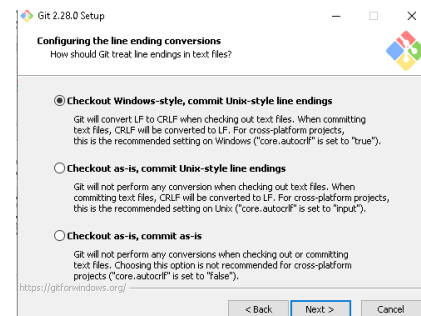 Git 2.28.0 Setup
Configuring the line ending conversions
How should Git treat line endings in text files?
Checkout Windows-style, commit Unix-style line endings
Git will convert LF to CRLF when checking out text files. When committing
text files, CRLF will be converted to LF. For cross-platform projects,
this is the recommended setting on Windows ("core.autocrlf" is set to "true").
Checkout as-is, commit Unix-style line endings
Git will not perform any conversion when checking out text files. When
committing text files, CRLF will be converted to LF. For cross-platform projects,
this is the recommended setting on Unix ("core.autocrlf" is set to "input").
Checkout as-is, commit as-is
Git will not perform any conversions when checking out or committing
text files. Choosing this option is not recommended for cross-platform
projects ("core.autocrlf" is set to "false").
https://gitforwindows.org/
< Back Next > Cancel